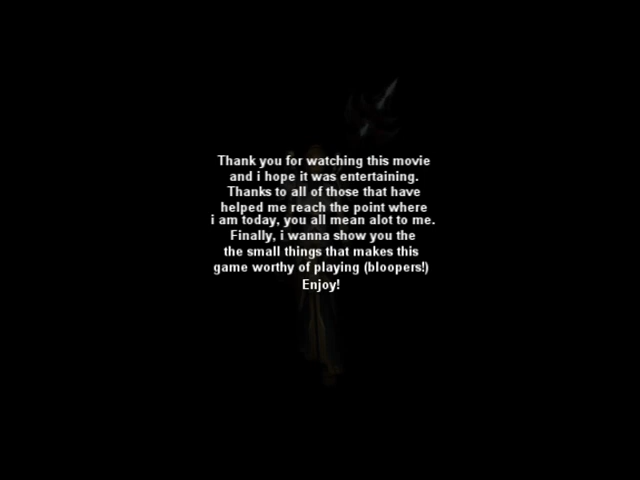 Thank you for watching this movie
and i hope it was entertaining.
Thanks to all of those that have
helped me reach the point where
i am today, you all mean alot to me.
Finally, i wanna show you the
the small things that makes this
game worthy of playing (bloopers!)
Enjoy!